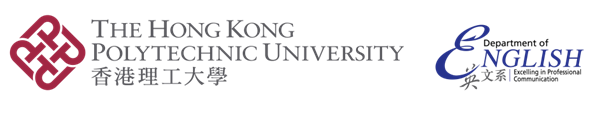 THE HONG KONG
POLYTECHNIC UNIVERSITY
香港理工大學
Department of
ENGLISH
英文系 Excelling in Professional
Communication